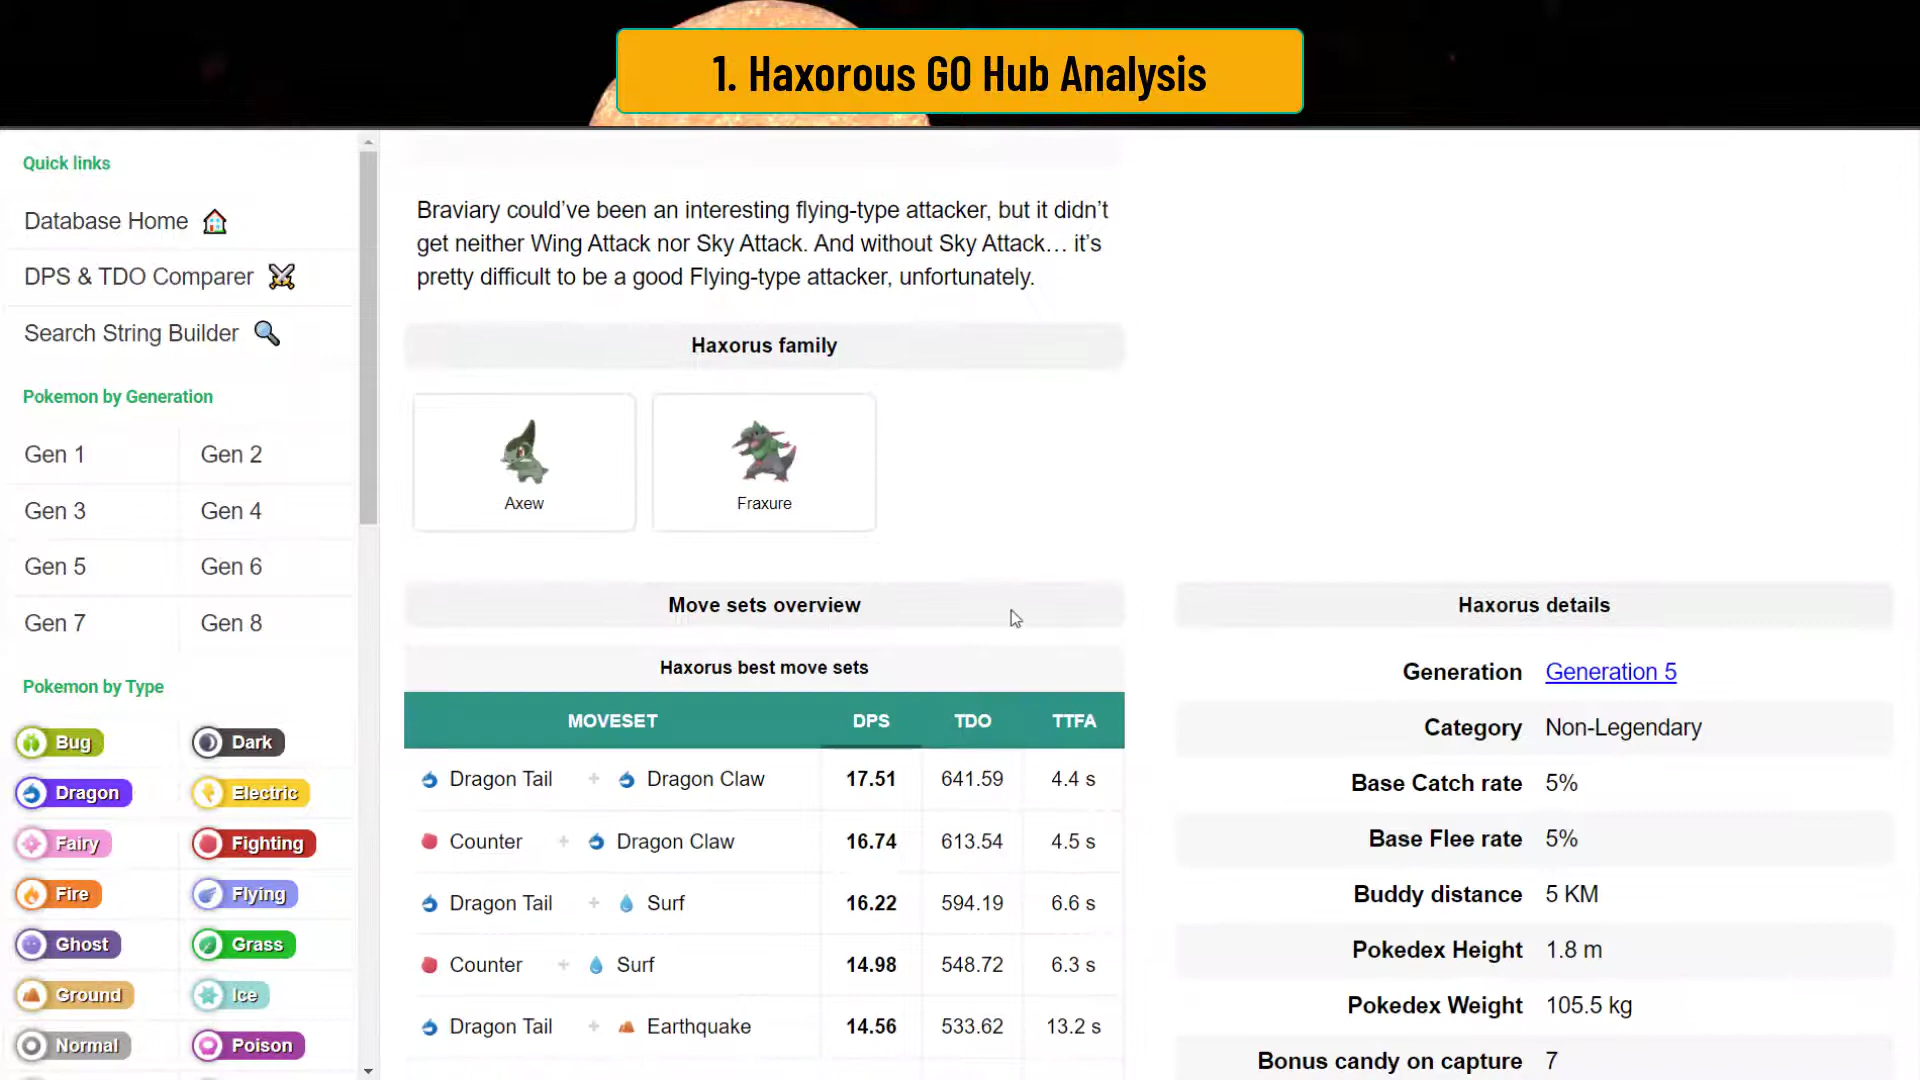 1. Haxorous GO Hub Analysis
Quick links
Database Home
DPS & TDO Comparer
Search String Builder
Pokemon by Generation
Gen 1 Gen 2
Gen 3 Gen 4
Gen 5 Gen 6
Gen 7 Gen 8
Pokemon by Type
Bug Dark
Dragon Electric
Fairy Fighting
Fire Flying
Ghost Grass
Ground Ice
Normal Poison
Braviary could’ve been an interesting flying-type attacker, but it didn’t
get neither Wing Attack nor Sky Attack. And without Sky Attack… it’s
pretty difficult to be a good Flying-type attacker, unfortunately.
Haxorus family
Axew Fraxure
Move sets overview
Haxorus best move sets
MOVESET DPS TDO TTFA
Dragon Tail + Dragon Claw 17.51 641.59 4.4 s
Counter + Dragon Claw 16.74 613.54 4.5 s
Dragon Tail + Surf 16.22 594.19 6.6 s
Counter + Surf 14.98 548.72 6.3 s
Dragon Tail + Earthquake 14.56 533.62 13.2 s
Haxorus details
Generation Generation 5
Category Non-Legendary
Base Catch rate 5%
Base Flee rate 5%
Buddy distance 5 KM
Pokedex Height 1.8 m
Pokedex Weight 105.5 kg
Bonus candy on capture 7